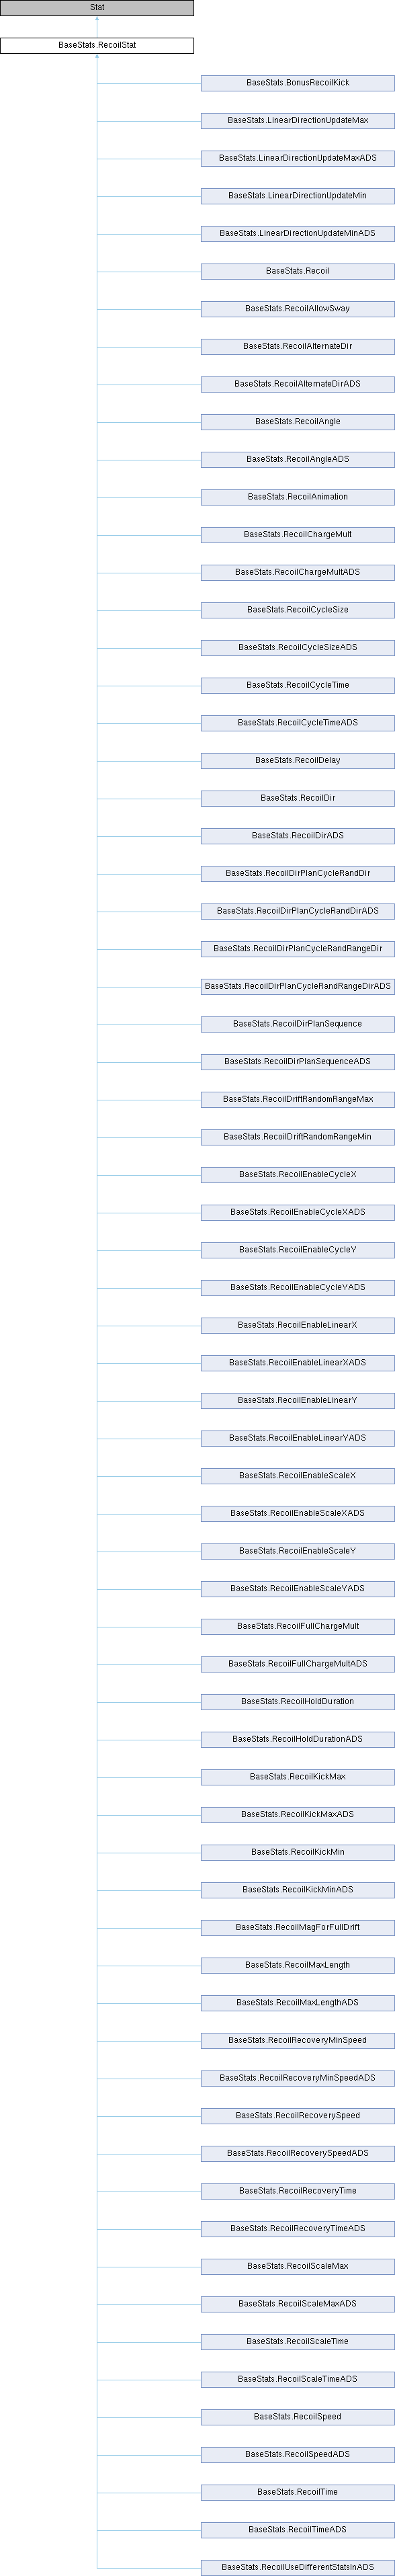 Stat
BaseStats.RecoilStat
BaseStats.BonusRecoilKick
BaseStats.LinearDirectionUpdateMax
BaseStats.LinearDirectionUpdateMaxADS
BaseStats.LinearDirectionUpdateMin
BaseStats.LinearDirectionUpdateMinADS
BaseStats.Recoil
BaseStats.RecoilAllowSway
BaseStats.RecoilAlternateDir
BaseStats.RecoilAlternateDirADS
BaseStats.RecoilAngle
BaseStats.RecoilAngleADS
BaseStats.RecoilAnimation
BaseStats.RecoilChargeMult
BaseStats.RecoilChargeMultADS
BaseStats.RecoilCycleSize
BaseStats.RecoilCycleSizeADS
BaseStats.RecoilCycleTime
BaseStats.RecoilCycleTimeADS
BaseStats.RecoilDelay
BaseStats.RecoilDir
BaseStats.RecoilDirADS
BaseStats.RecoilDirPlanCycleRandDir
BaseStats.RecoilDirPlanCycleRandDirADS
BaseStats.RecoilDirPlanCycleRandRangeDir
BaseStats.RecoilDirPlanCycleRandRangeDirADS
BaseStats.RecoilDirPlanSequence
BaseStats.RecoilDirPlanSequenceADS
BaseStats.RecoilDriftRandomRangeMax
BaseStats.RecoilDriftRandomRangeMin
BaseStats.RecoilEnableCycleX
BaseStats.RecoilEnableCycleXADS
BaseStats.RecoilEnableCycleY
BaseStats.RecoilEnableCycleYADS
BaseStats.RecoilEnableLinearX
BaseStats.RecoilEnableLinearXADS
BaseStats.RecoilEnableLinearY
BaseStats.RecoilEnableLinearYADS
BaseStats.RecoilEnableScaleX
BaseStats.RecoilEnableScaleXADS
BaseStats.RecoilEnableScaleY
BaseStats.RecoilEnableScaleYADS
BaseStats.RecoilFullChargeMult
BaseStats.RecoilFullChargeMultADS
BaseStats.RecoilHoldDuration
BaseStats.RecoilHoldDurationADS
BaseStats.RecoilKickMax
BaseStats.RecoilKickMaxADS
BaseStats.RecoilKickMin
BaseStats.RecoilKickMinADS
BaseStats.RecoilMagForFullDrift
BaseStats.RecoilMaxLength
BaseStats.RecoilMaxLengthADS
BaseStats.RecoilRecoveryMinSpeed
BaseStats.RecoilRecoveryMinSpeedADS
BaseStats.RecoilRecoverySpeed
BaseStats.RecoilRecoverySpeedADS
BaseStats.RecoilRecoveryTime
BaseStats.RecoilRecoveryTimeADS
BaseStats.RecoilScaleMax
BaseStats.RecoilScaleMaxADS
BaseStats.RecoilScaleTime
BaseStats.RecoilScaleTimeADS
BaseStats.RecoilSpeed
BaseStats.RecoilSpeedADS
BaseStats.RecoilTime
BaseStats.RecoilTimeADS
BaseStats.RecoilUseDifferentStatsInADS